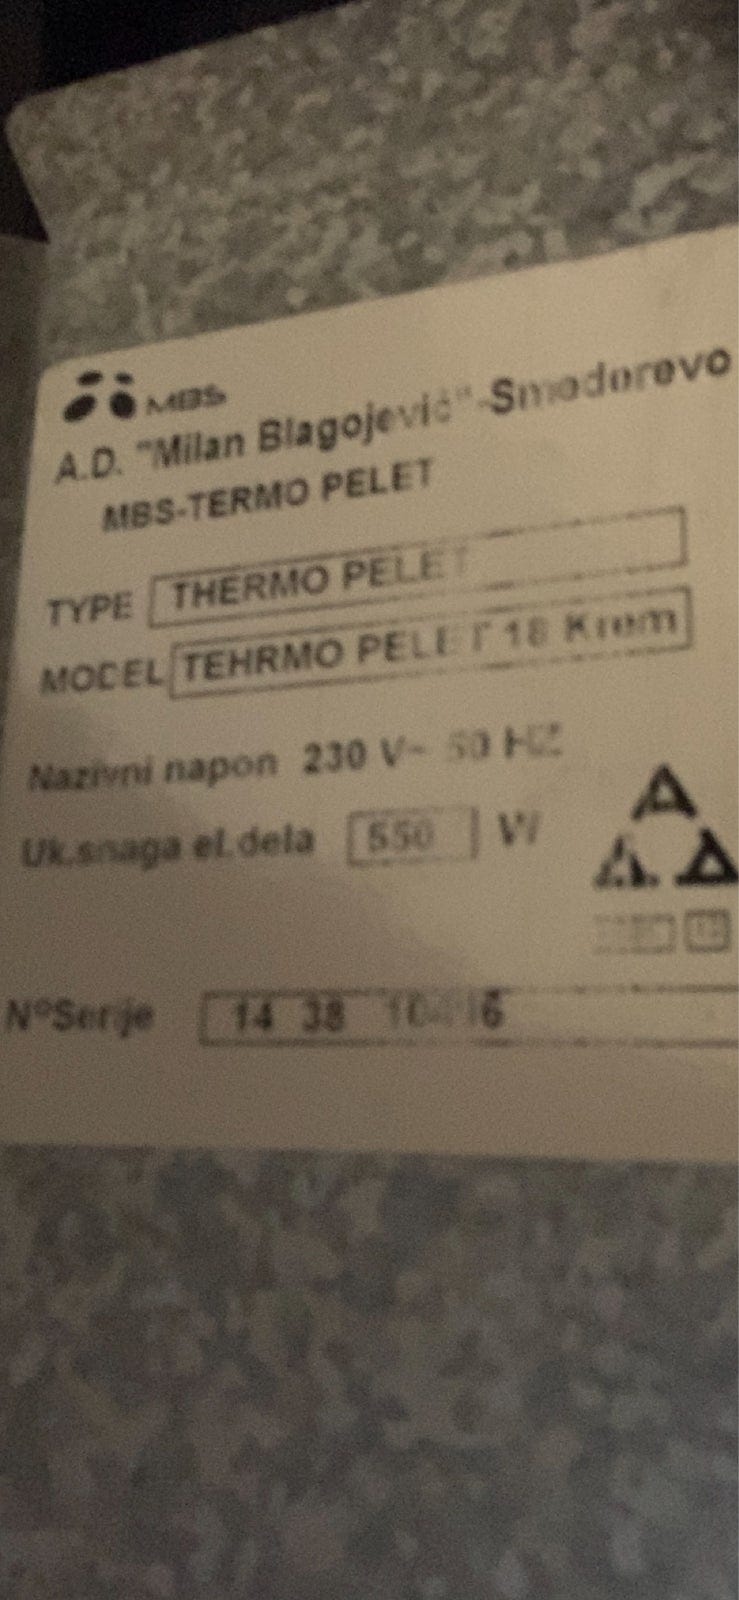 MBS
A.D. "Milan Blagojević"-Smederevo
MBS-TERMO PELET
TYPE THERMO PELET
MODEL TEHRMO PELET 18 Krem
Nazivni napon 230 V~ 50 HZ
Uk.snaga el.dela 550 W
N°Serije 14 38